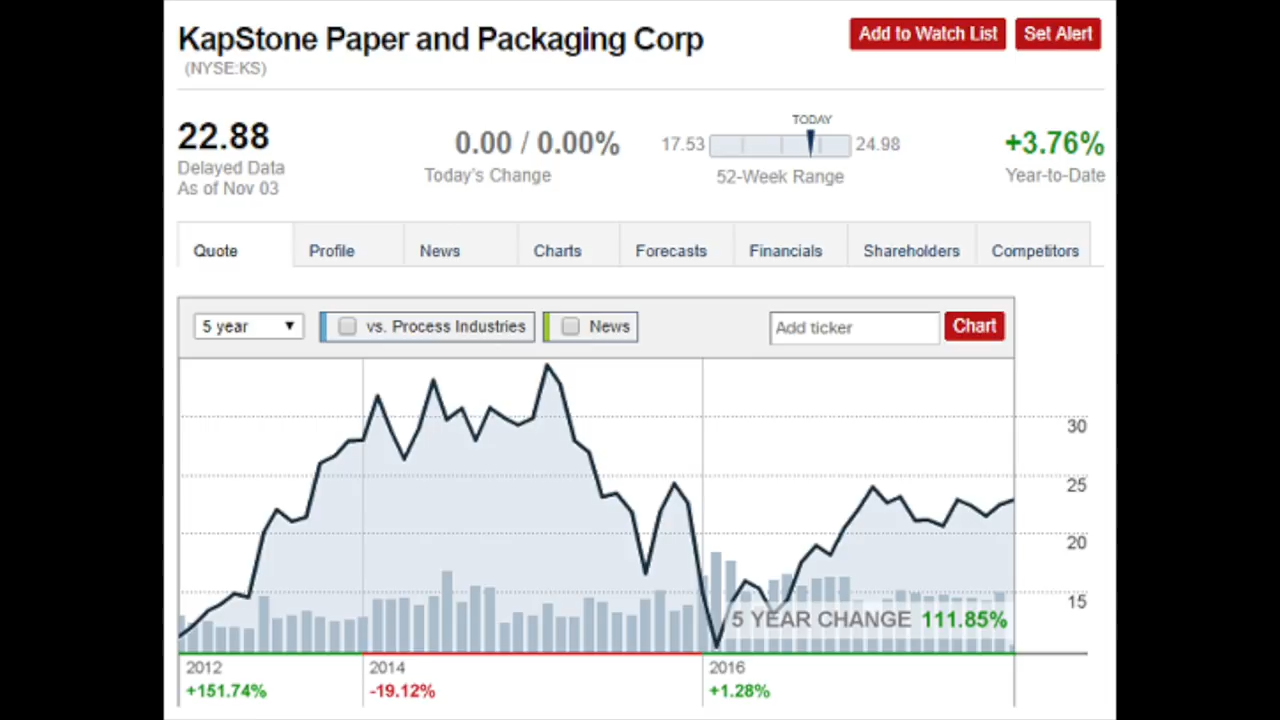 KapStone Paper and Packaging Corp
Add to Watch List
Set Alert
(NYSE:KS)
22.88
Delayed Data
As of Nov 03
0.00 / 0.00%
Today's Change
TODAY
17.53
24.98
52-Week Range
+3.76%
Year-to-Date
Quote
Profile
News
Charts
Forecasts
Financials
Shareholders
Competitors
5 year
vs. Process Industries
News
Add ticker
Chart
30
25
20
15
5 YEAR CHANGE 111.85%
2012
2014
2016
+151.74%
-19.12%
+1.28%